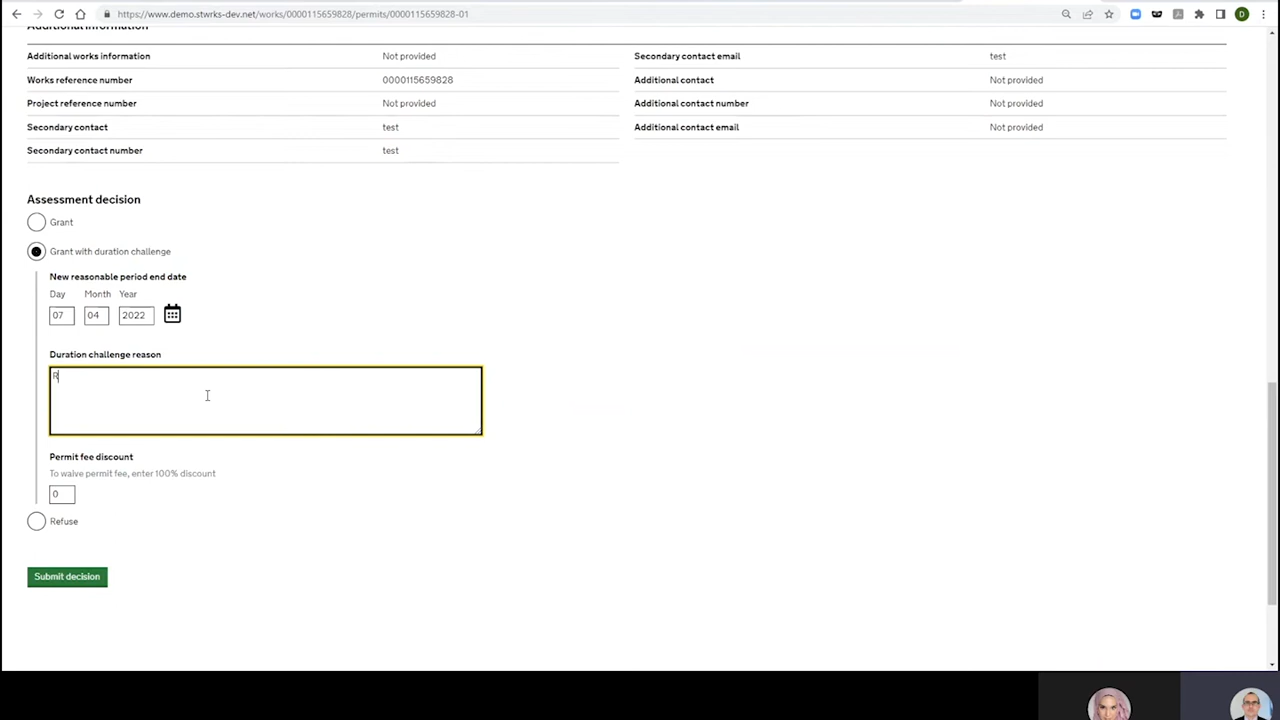 https://www.demo.stwrks-dev.net/works/0000115659828/permits/0000115659828-01
D
Additional information
Additional works information Not provided
Works reference number 0000115659828
Project reference number Not provided
Secondary contact test
Secondary contact number test
Secondary contact email test
Additional contact Not provided
Additional contact number Not provided
Additional contact email Not provided
Assessment decision
Grant
Grant with duration challenge
New reasonable period end date
Day Month Year
07 04 2022
Duration challenge reason
R
Permit fee discount
To waive permit fee, enter 100% discount
0
Refuse
Submit decision